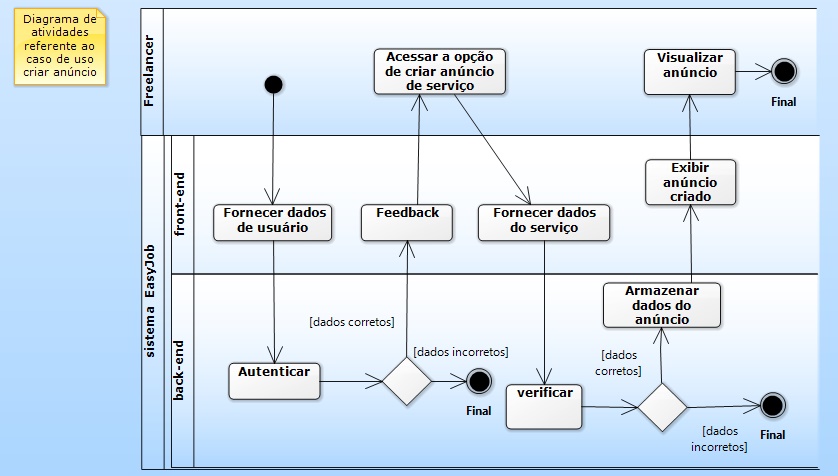 Diagrama de
atividades
referente ao
caso de uso
criar anúncio
Freelancer
Acessar a opção
de criar anúncio
de serviço
Visualizar
anúncio
Final
sistema EasyJob
front-end
Fornecer dados
de usuário
Feedback
Fornecer dados
do serviço
Exibir
anúncio
criado
back-end
Autenticar
[dados corretos]
[dados incorretos]
Final
verificar
Armazenar
dados do
anúncio
[dados
corretos]
[dados
incorretos]
Final